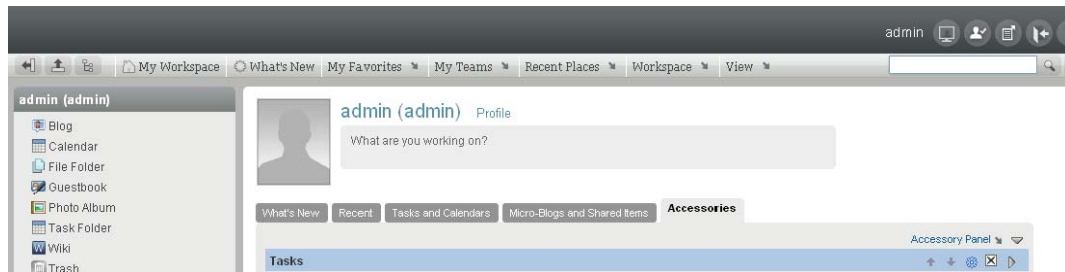 admin
My Workspace What's New My Favorites My Teams Recent Places Workspace View
admin (admin)
Blog
Calendar
File Folder
Guestbook
Photo Album
Task Folder
Wiki
Trash
admin (admin) Profile
What are you working on?
What's New Recent Tasks and Calendars Micro-Blogs and Shared Items Accessories
Accessory Panel
Tasks